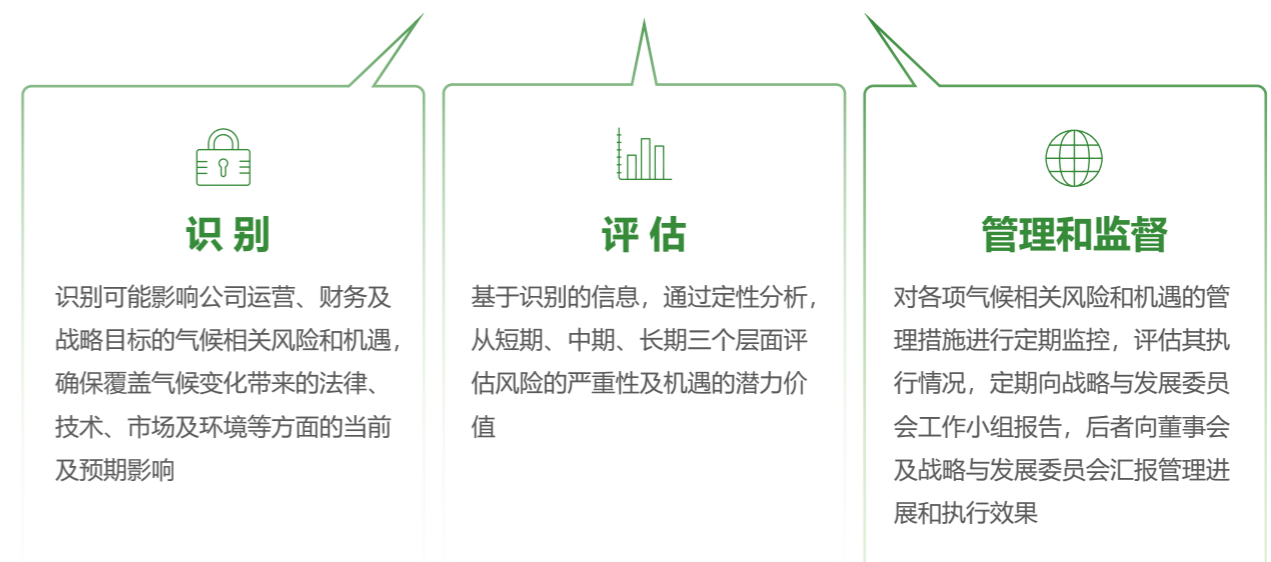 识别
识别可能影响公司运营、财务及
战略目标的气候相关风险和机遇，
确保覆盖气候变化带来的法律、
技术、市场及环境等方面的当前
及预期影响
评估
基于识别的信息，通过定性分析，
从短期、中期、长期三个层面评
估风险的严重性及机遇的潜力价
值
管理和监督
对各项气候相关风险和机遇的管
理措施进行定期监控，评估其执
行情况，定期向战略与发展委员
会工作小组报告，后者向董事会
及战略与发展委员会汇报管理进
展和执行效果